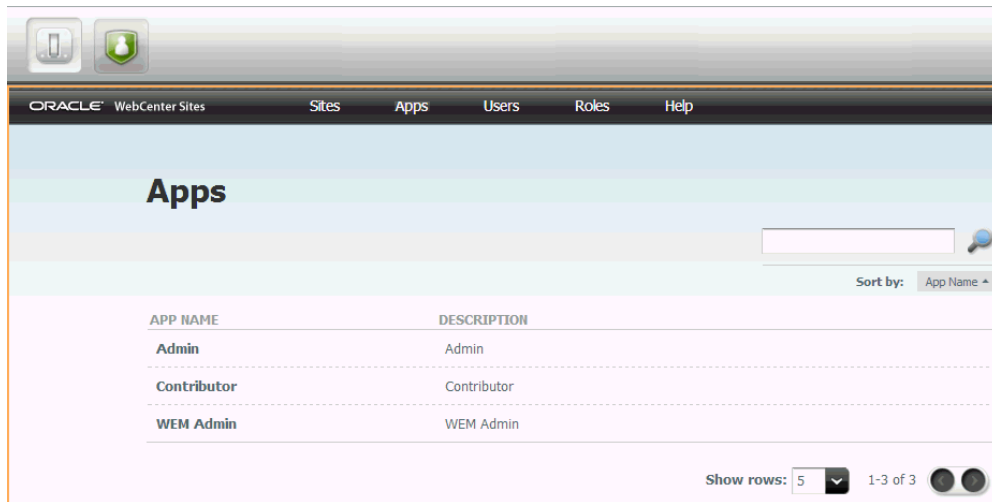 ORACLE WebCenter Sites Sites Apps Users Roles Help
Apps
Sort by: App Name
APP NAME DESCRIPTION
Admin Admin
Contributor Contributor
WEM Admin WEM Admin
Show rows: 5 1-3 of 3